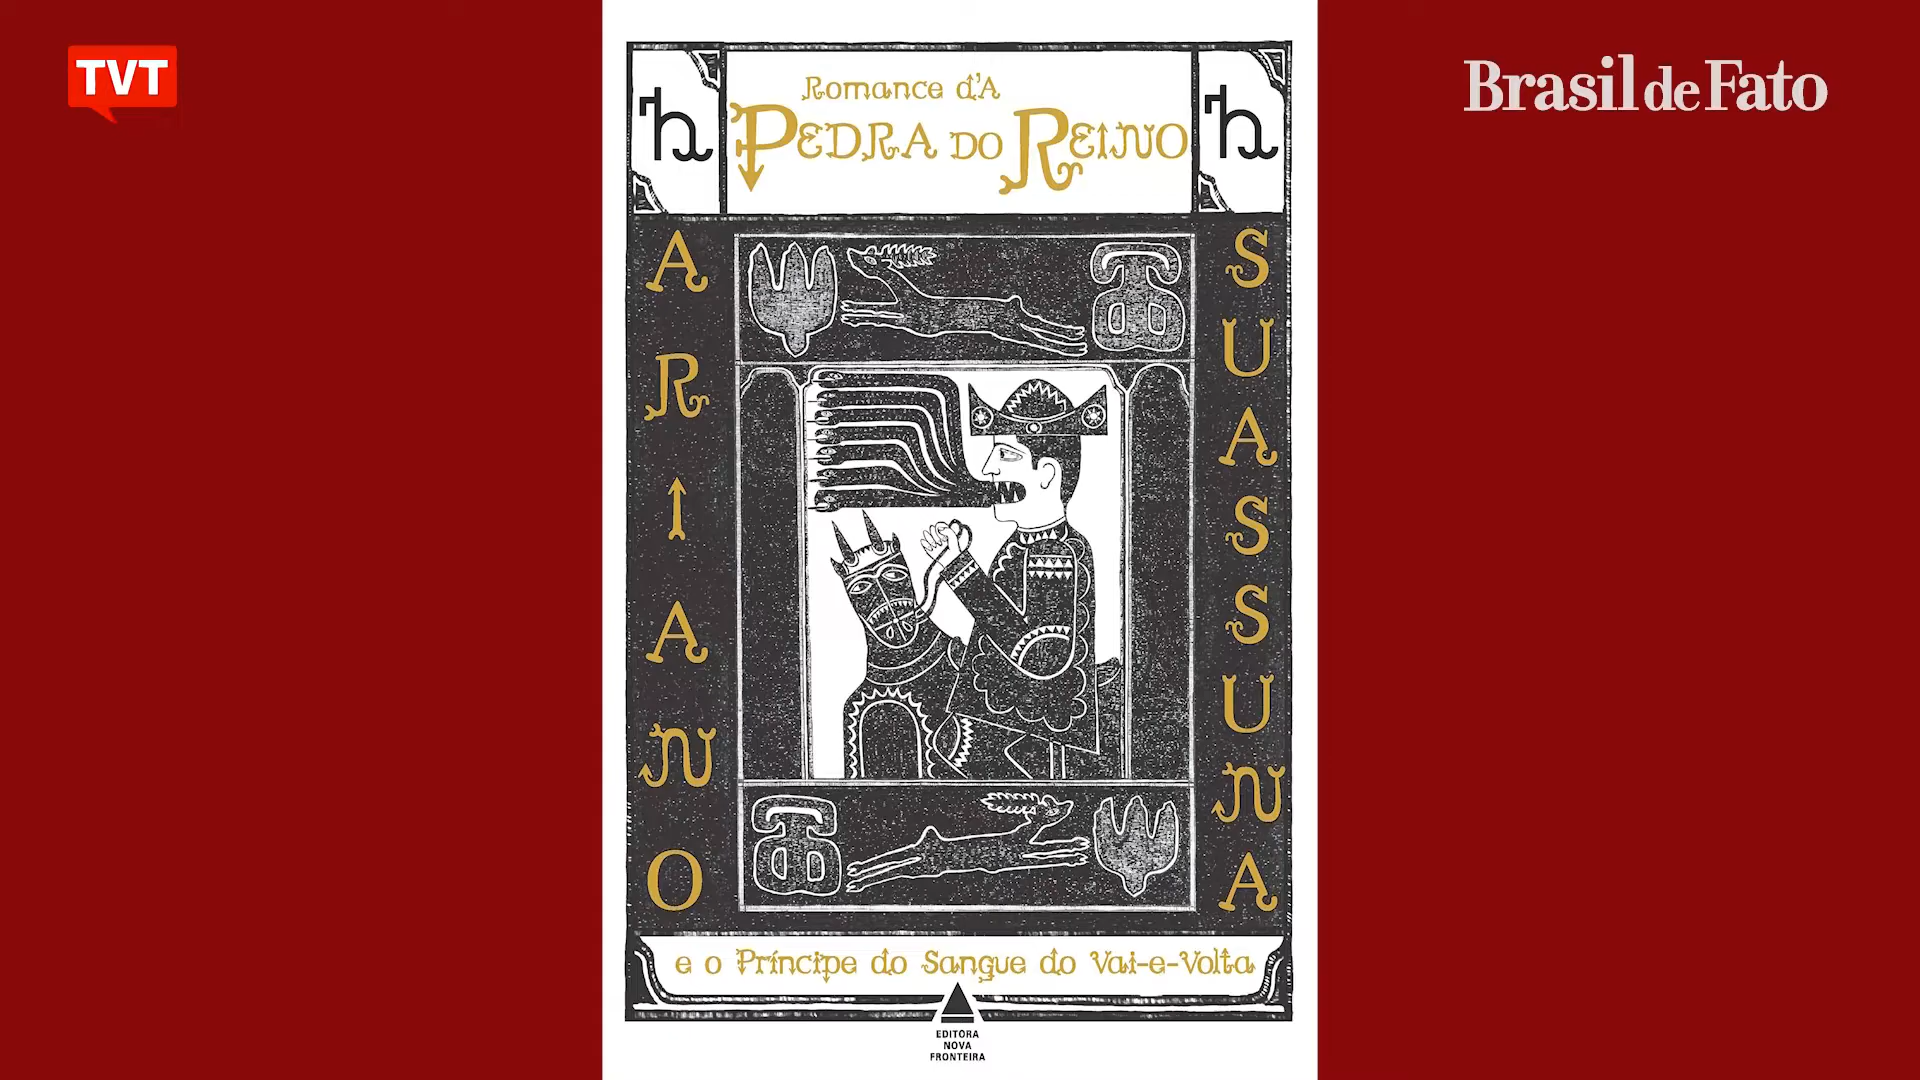 TVT
Brasil de Fato
Romance d'A
PEDRA DO REINO
ARIANO
SUASSUNA
e o Príncipe do Sangue do Vai-e-Volta
EDITORA
NOVA
FRONTEIRA